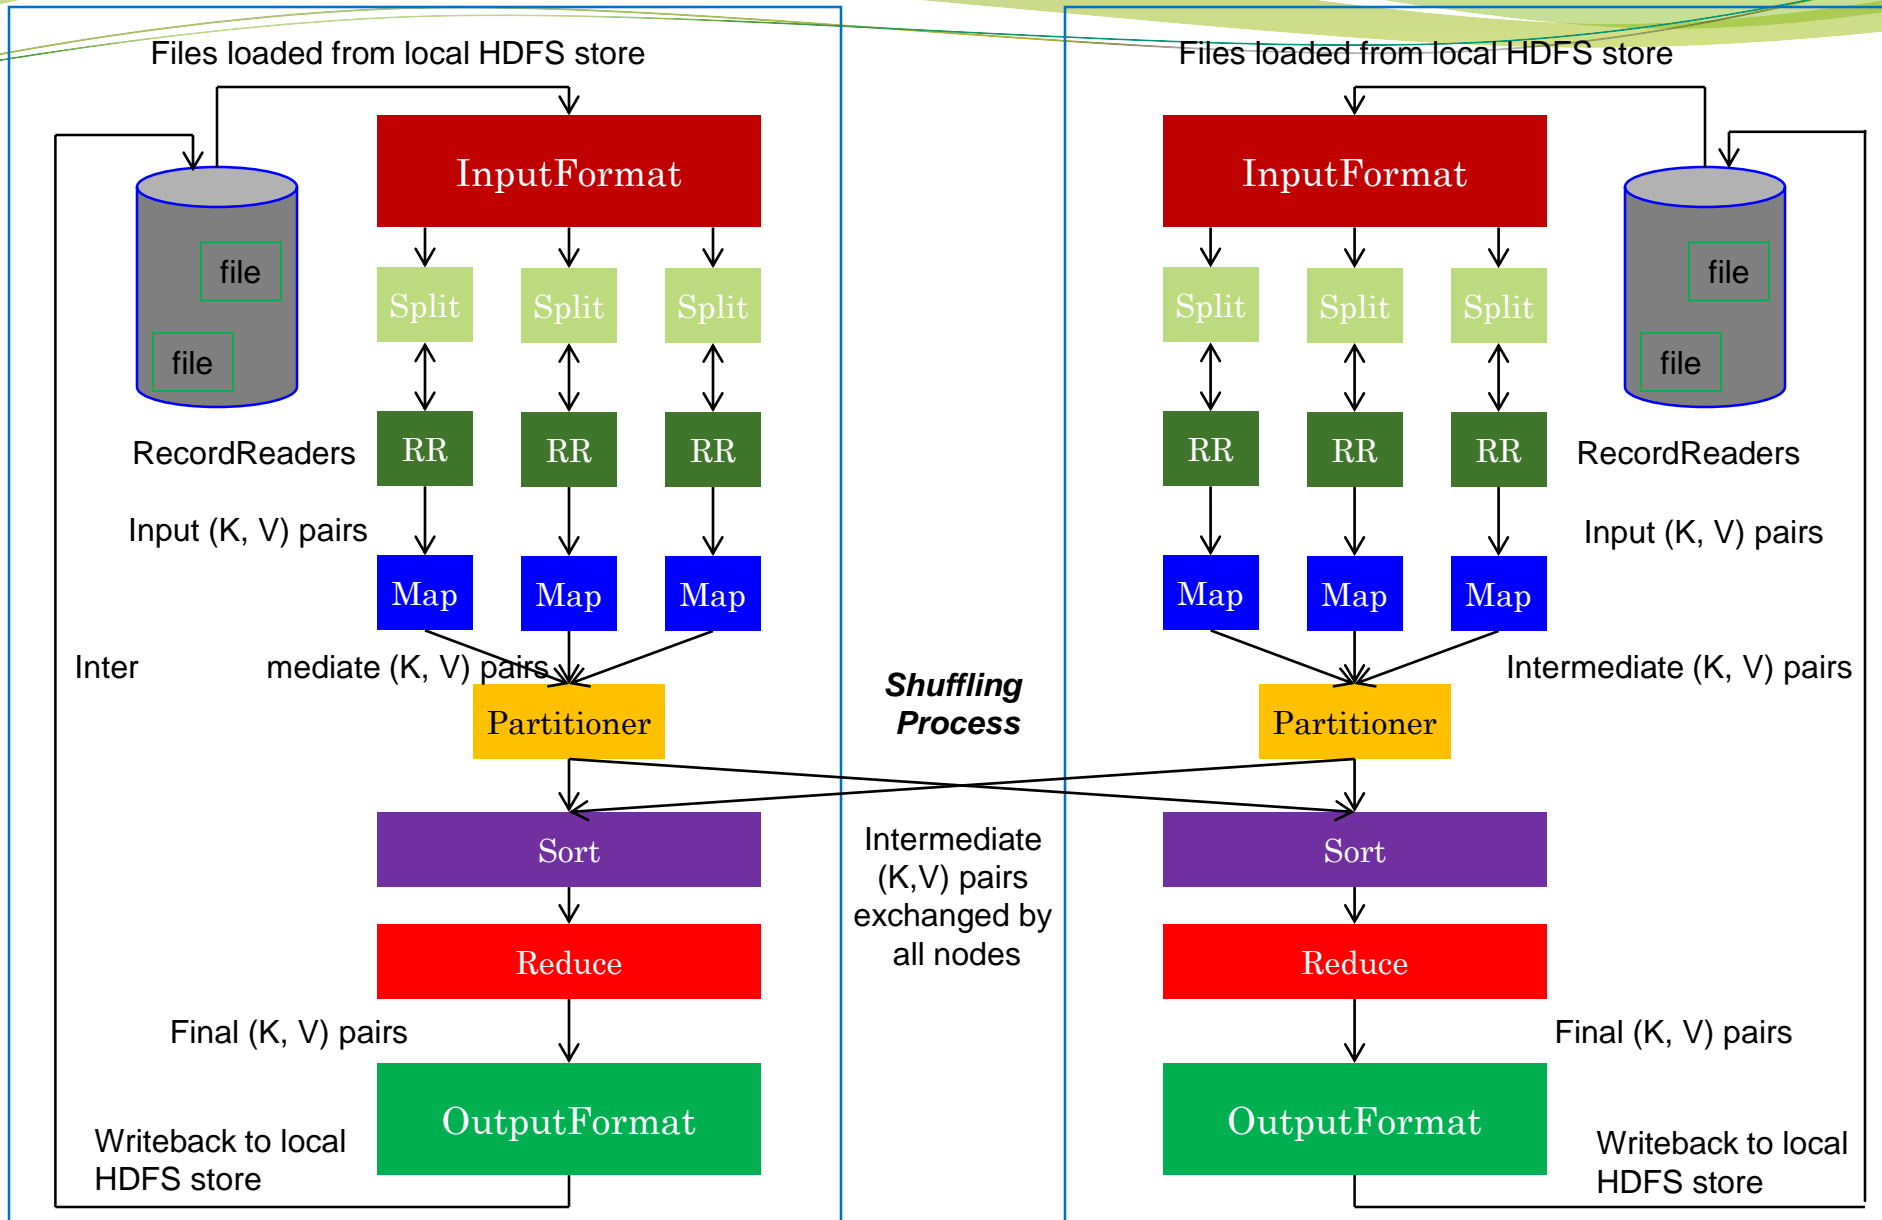 Files loaded from local HDFS store
InputFormat
file
file
Split Split Split
RecordReaders
RR RR RR
Input (K, V) pairs
Map Map Map
Inter mediate (K, V) pairs
Partitioner
Sort
Reduce
Final (K, V) pairs
OutputFormat
Writeback to local
HDFS store
Shuffling
Process
Intermediate
(K,V) pairs
exchanged by
all nodes
Files loaded from local HDFS store
InputFormat
file
file
Split Split Split
RR RR RR
RecordReaders
Input (K, V) pairs
Map Map Map
Intermediate (K, V) pairs
Partitioner
Sort
Reduce
Final (K, V) pairs
OutputFormat
Writeback to local
HDFS store